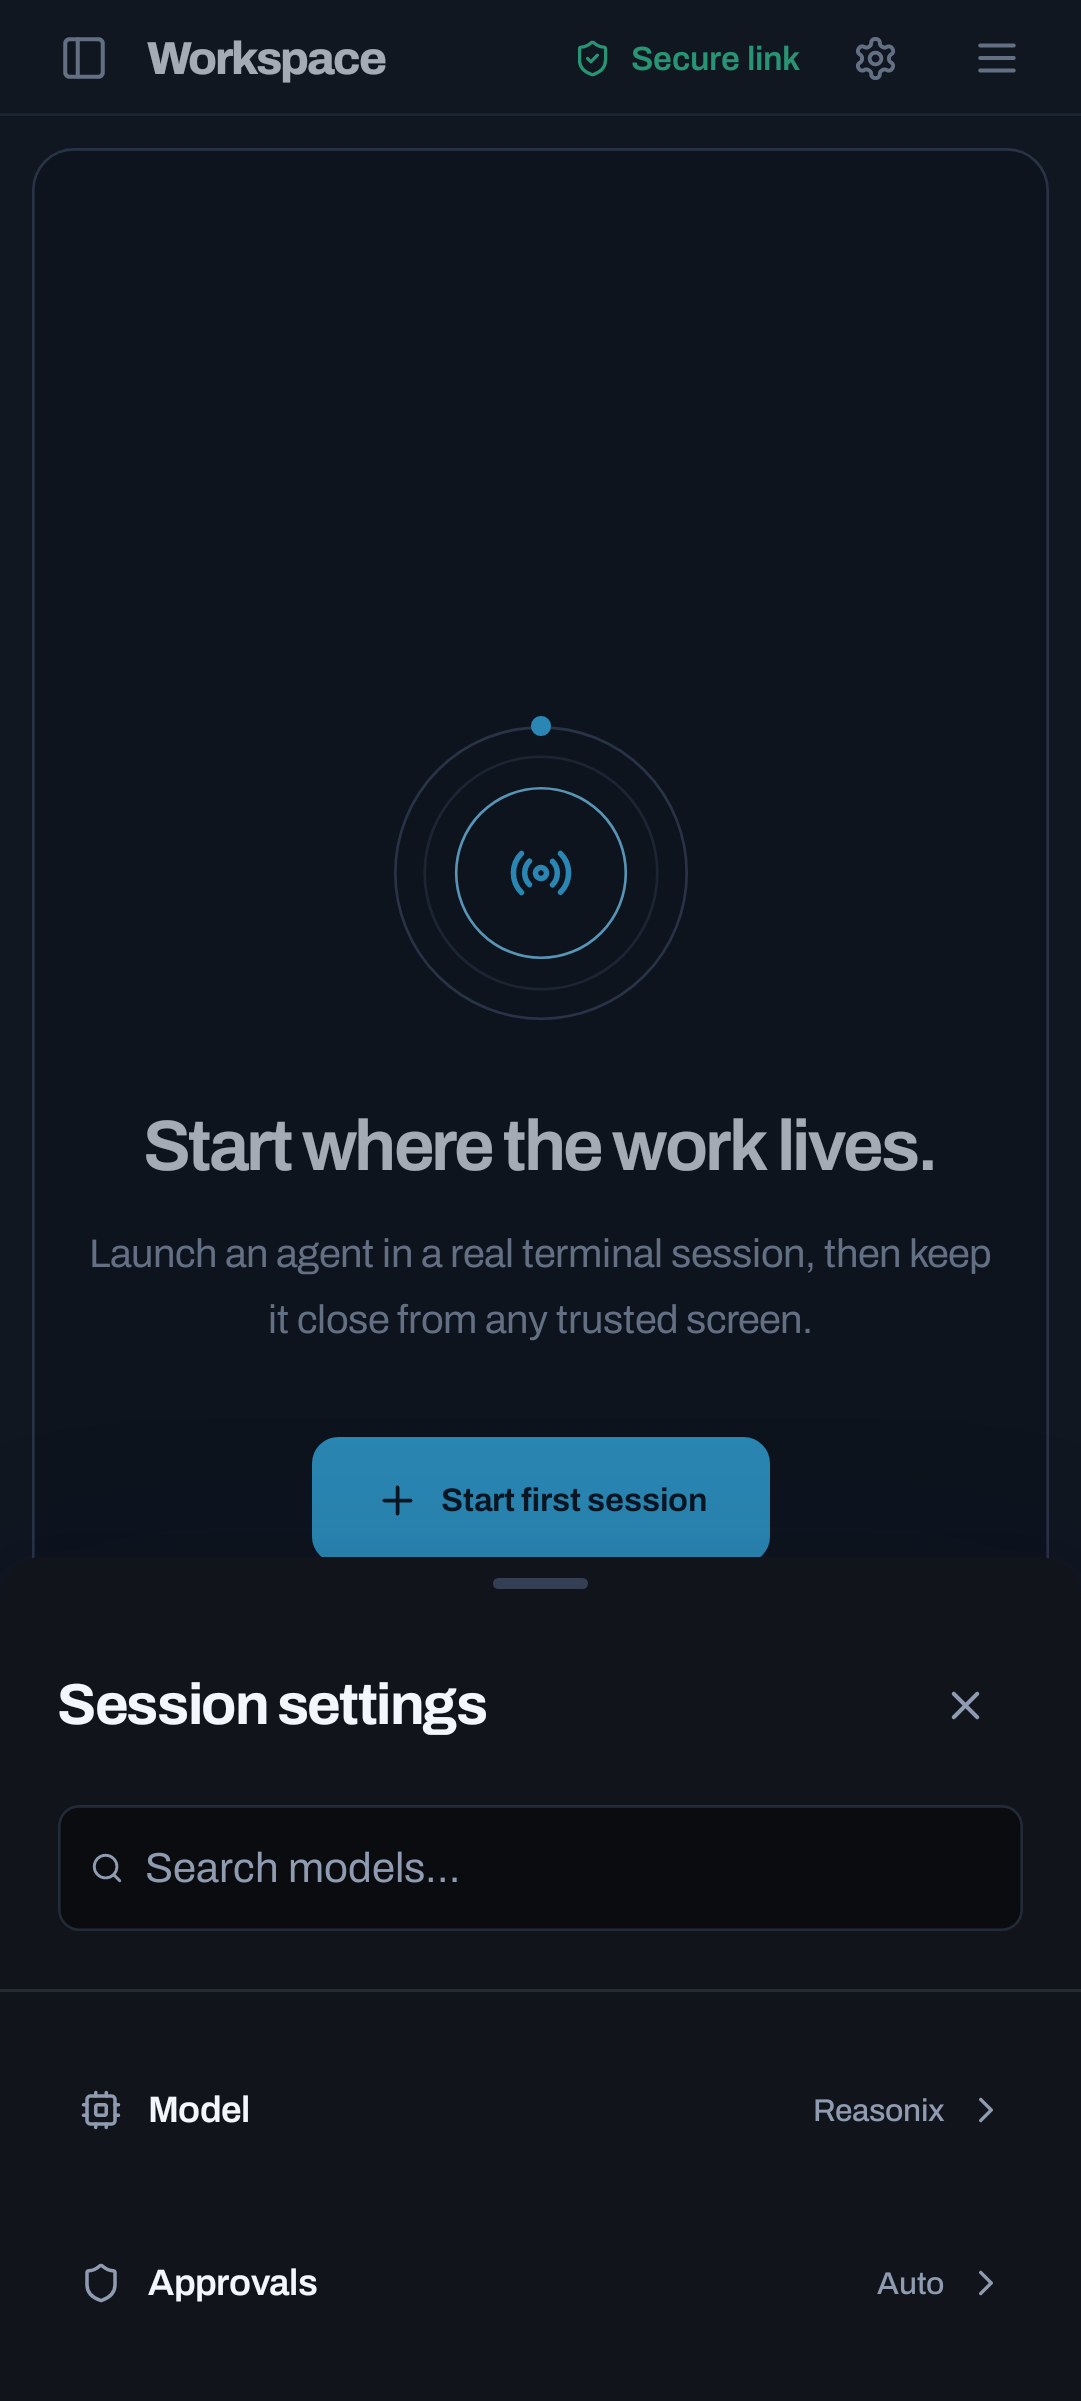 Workspace
Secure link
Start where the work lives.
Launch an agent in a real terminal session, then keep
it close from any trusted screen.
Start first session
Session settings
Search models...
Model
Reasonix
Approvals
Auto